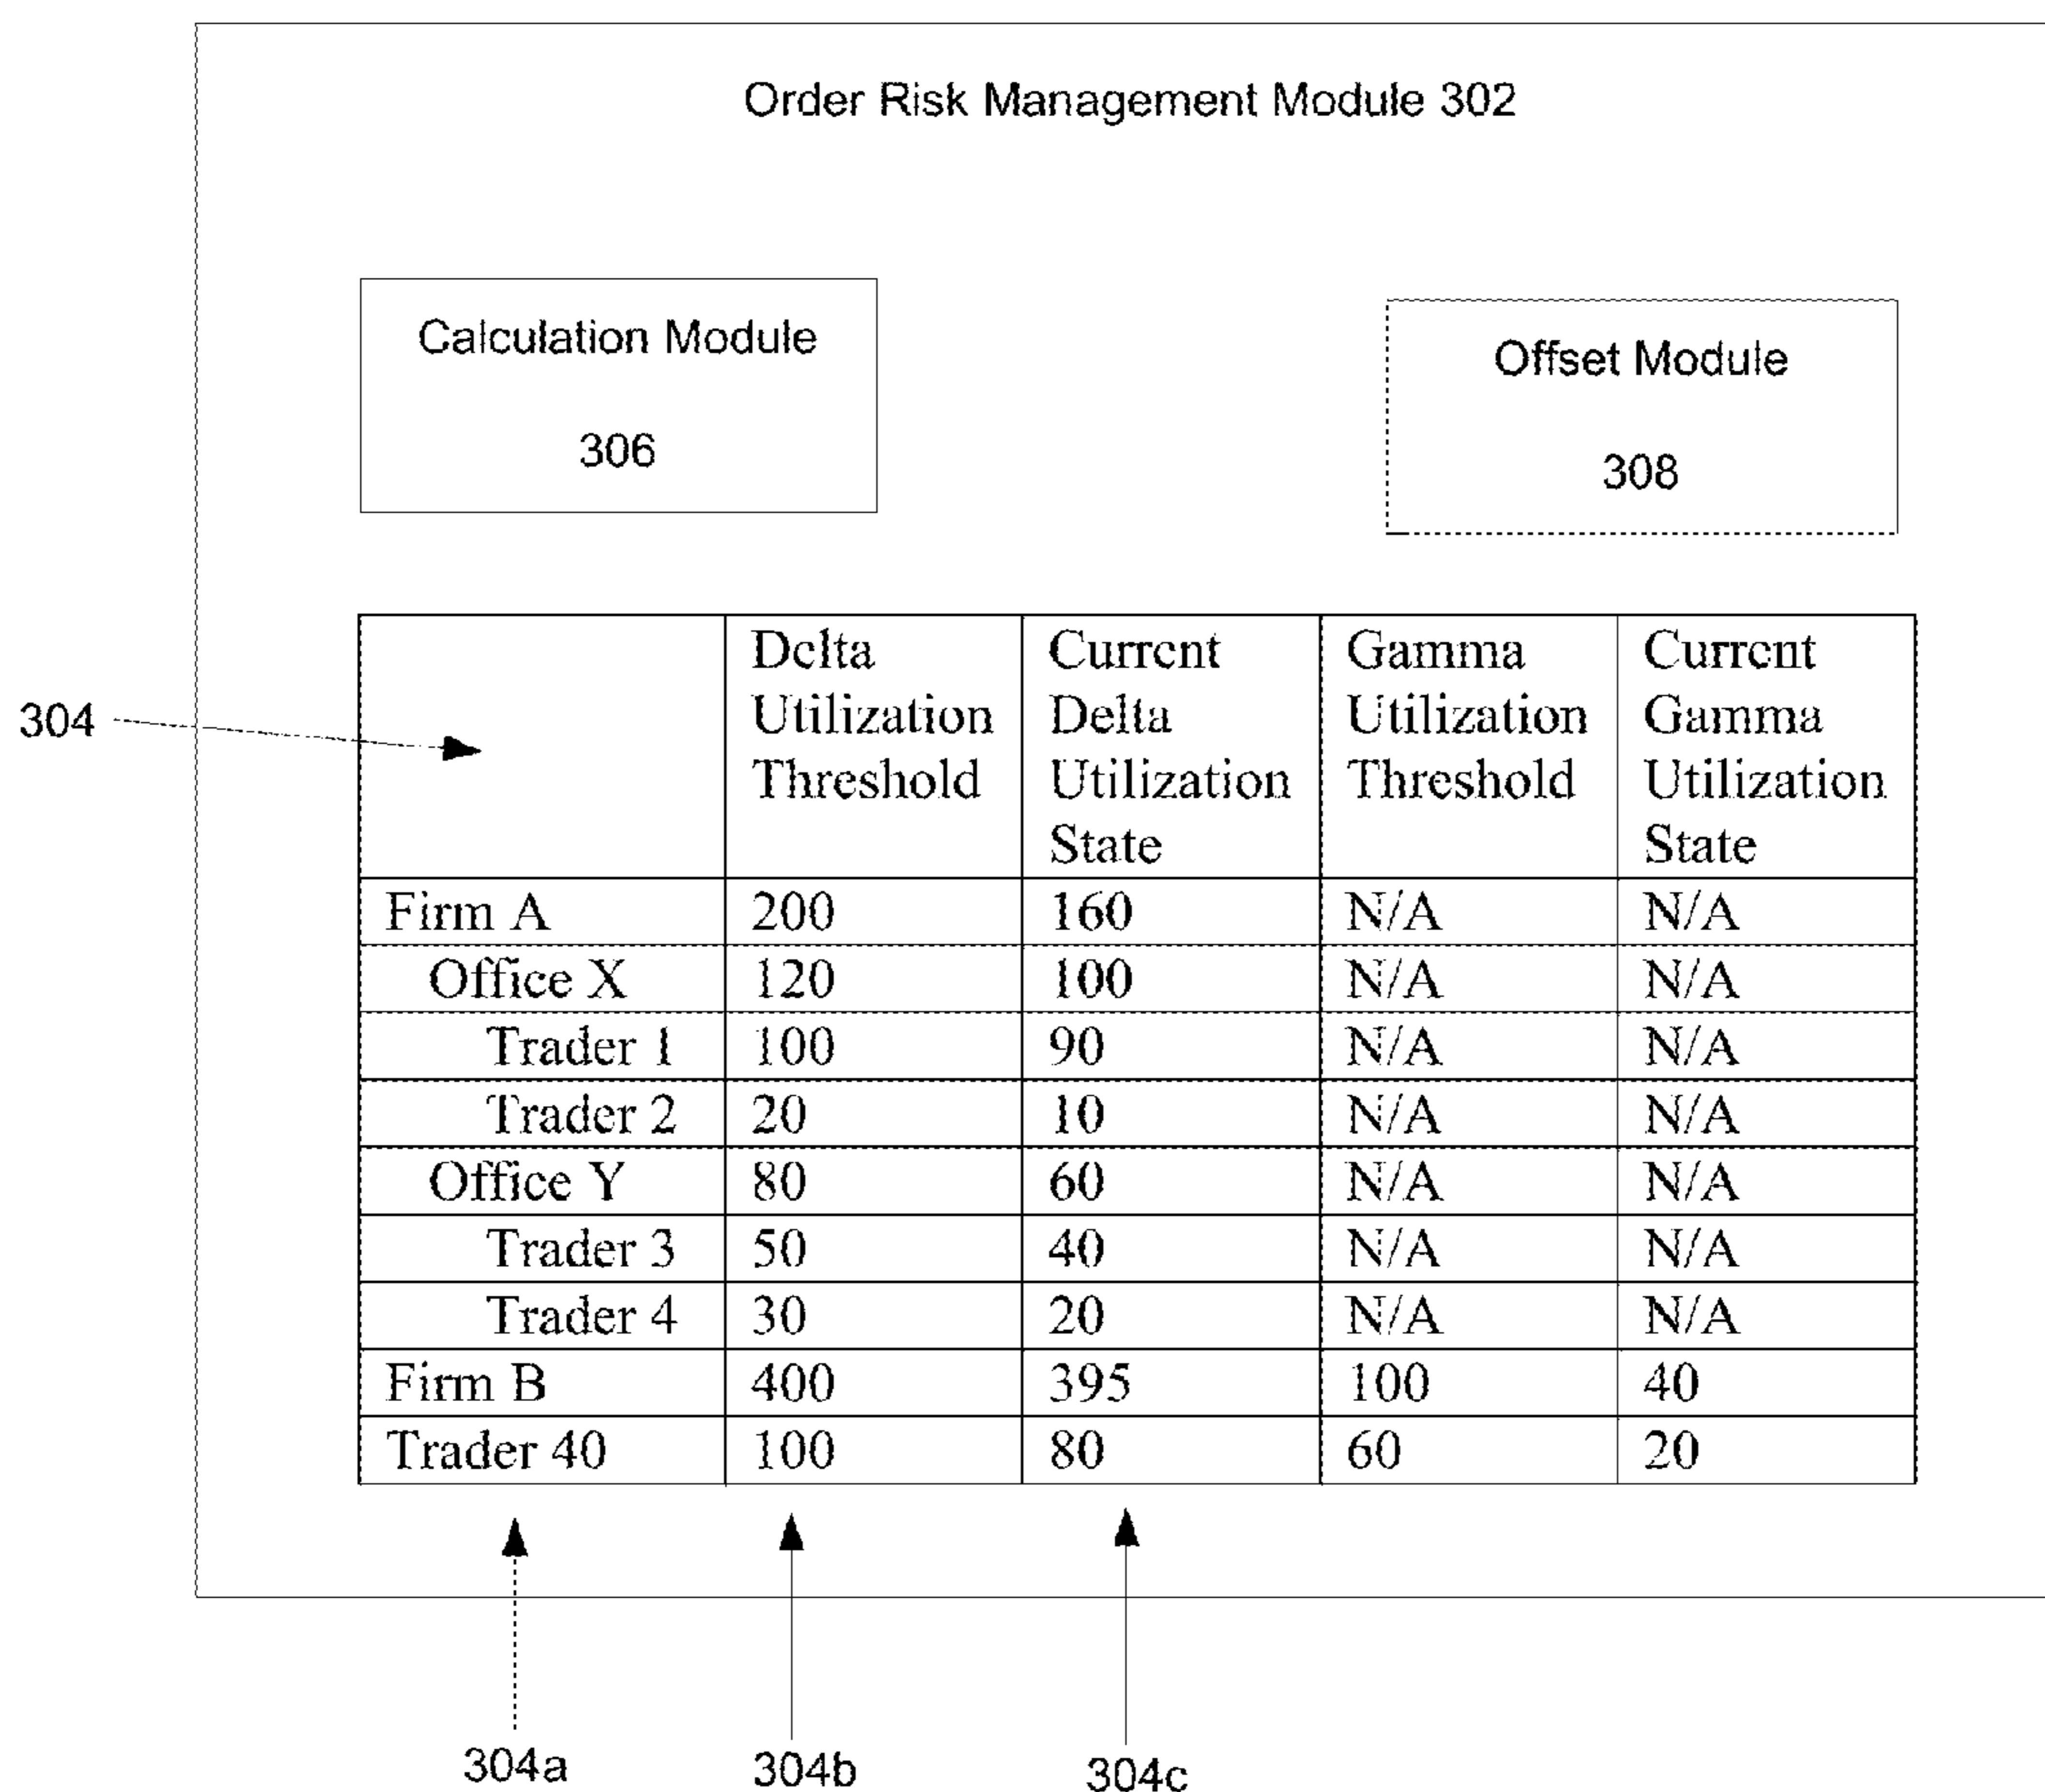 Order Risk Management Module 302
Calculation Module
306
Offset Module
308
304
Delta Utilization Threshold | Current Delta Utilization State | Gamma Utilization Threshold | Current Gamma Utilization State
Firm A 200 160 N/A N/A
Office X 120 100 N/A N/A
Trader 1 100 90 N/A N/A
Trader 2 20 10 N/A N/A
Office Y 80 60 N/A N/A
Trader 3 50 40 N/A N/A
Trader 4 30 20 N/A N/A
Firm B 400 395 100 40
Trader 40 100 80 60 20
304a 304b 304c